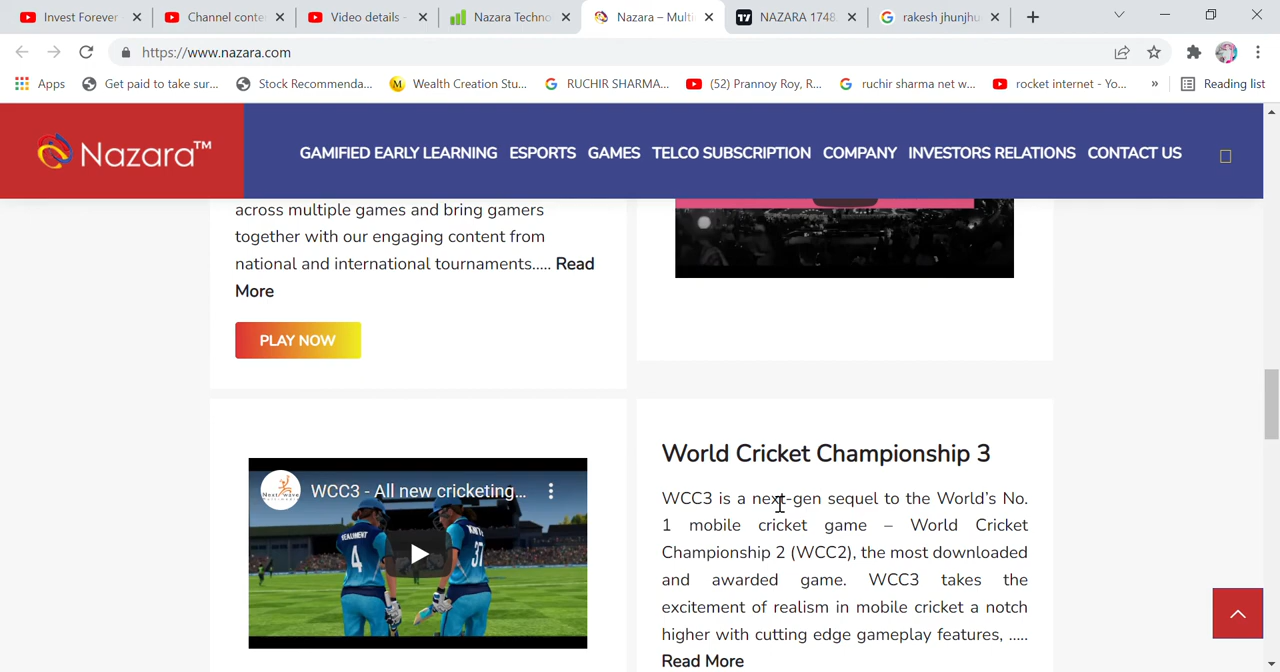 Invest Forever
Channel conte
Video details -
Nazara Techno
Nazara – Multi
NAZARA 1748
rakesh jhunjhu
https://www.nazara.com
Apps
Get paid to take sur...
Stock Recommenda...
Wealth Creation Stu...
RUCHIR SHARMA...
(52) Prannoy Roy, R...
ruchir sharma net w...
rocket internet - Yo...
»
Reading list
Nazara™
GAMIFIED EARLY LEARNING
ESPORTS
GAMES
TELCO SUBSCRIPTION
COMPANY
INVESTORS RELATIONS
CONTACT US
across multiple games and bring gamers
together with our engaging content from
national and international tournaments..... Read
More
PLAY NOW
Next wave
WCC3 - All new cricketing...
BEAUMONT
4
37
World Cricket Championship 3
WCC3 is a next-gen sequel to the World’s No.
1 mobile cricket game – World Cricket
Championship 2 (WCC2), the most downloaded
and awarded game. WCC3 takes the
excitement of realism in mobile cricket a notch
higher with cutting edge gameplay features, .....
Read More